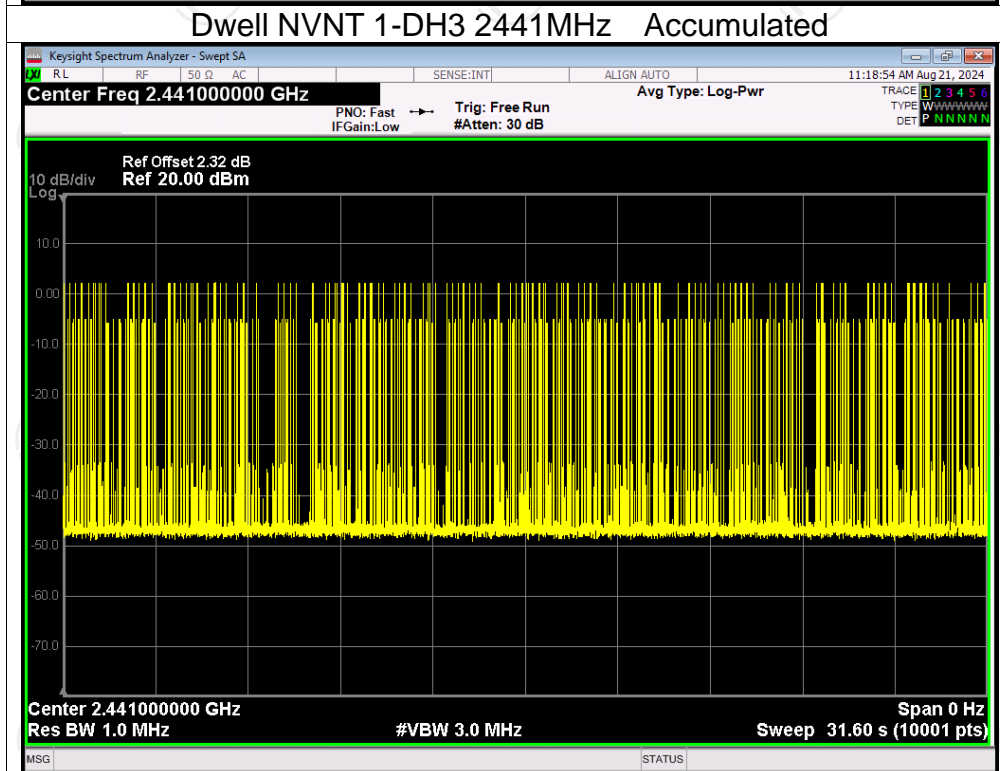 Dwell NVNT 1-DH3 2441MHz Accumulated
Keysight Spectrum Analyzer - Swept SA
LXI RL RF 50 Ω AC SENSE:INT ALIGN AUTO 11:18:54 AM Aug 21, 2024
Center Freq 2.441000000 GHz Avg Type: Log-Pwr TRACE 1 2 3 4 5 6
PNO: Fast Trig: Free Run TYPE WWWWWW
IFGain:Low #Atten: 30 dB DET P N N N N N
Ref Offset 2.32 dB
10 dB/div Ref 20.00 dBm
Log
10.0
0.00
-10.0
-20.0
-30.0
-40.0
-50.0
-60.0
-70.0
Center 2.441000000 GHz Span 0 Hz
Res BW 1.0 MHz #VBW 3.0 MHz Sweep 31.60 s (10001 pts)
MSG STATUS